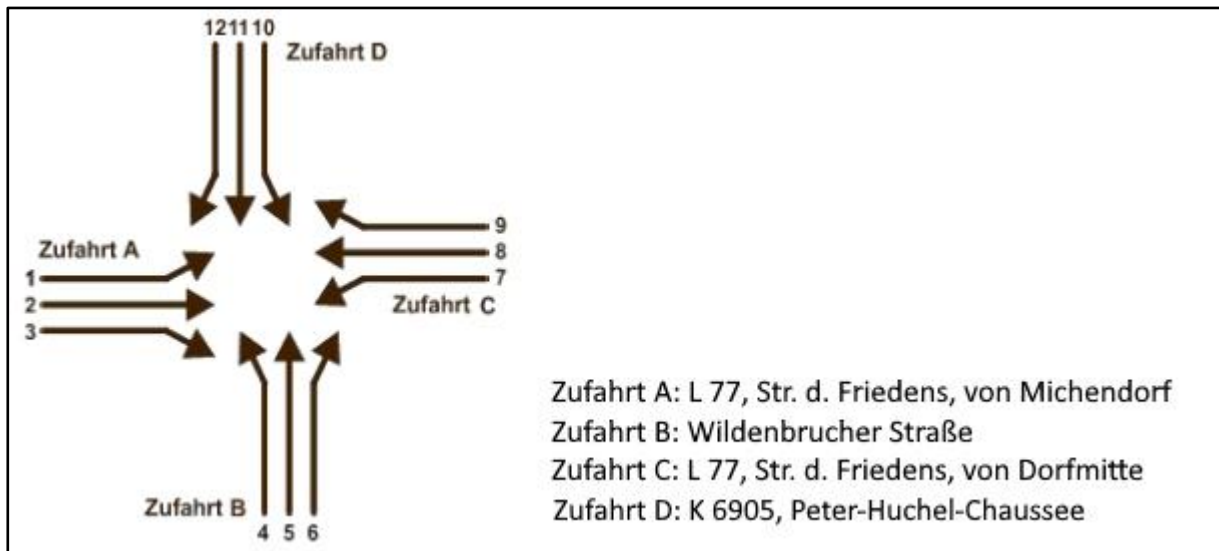 12 11 10
Zufahrt D
Zufahrt A
1
2
3
9
8
7
Zufahrt C
Zufahrt B
4 5 6
Zufahrt A: L 77, Str. d. Friedens, von Michendorf
Zufahrt B: Wildenbrucher Straße
Zufahrt C: L 77, Str. d. Friedens, von Dorfmitte
Zufahrt D: K 6905, Peter-Huchel-Chaussee